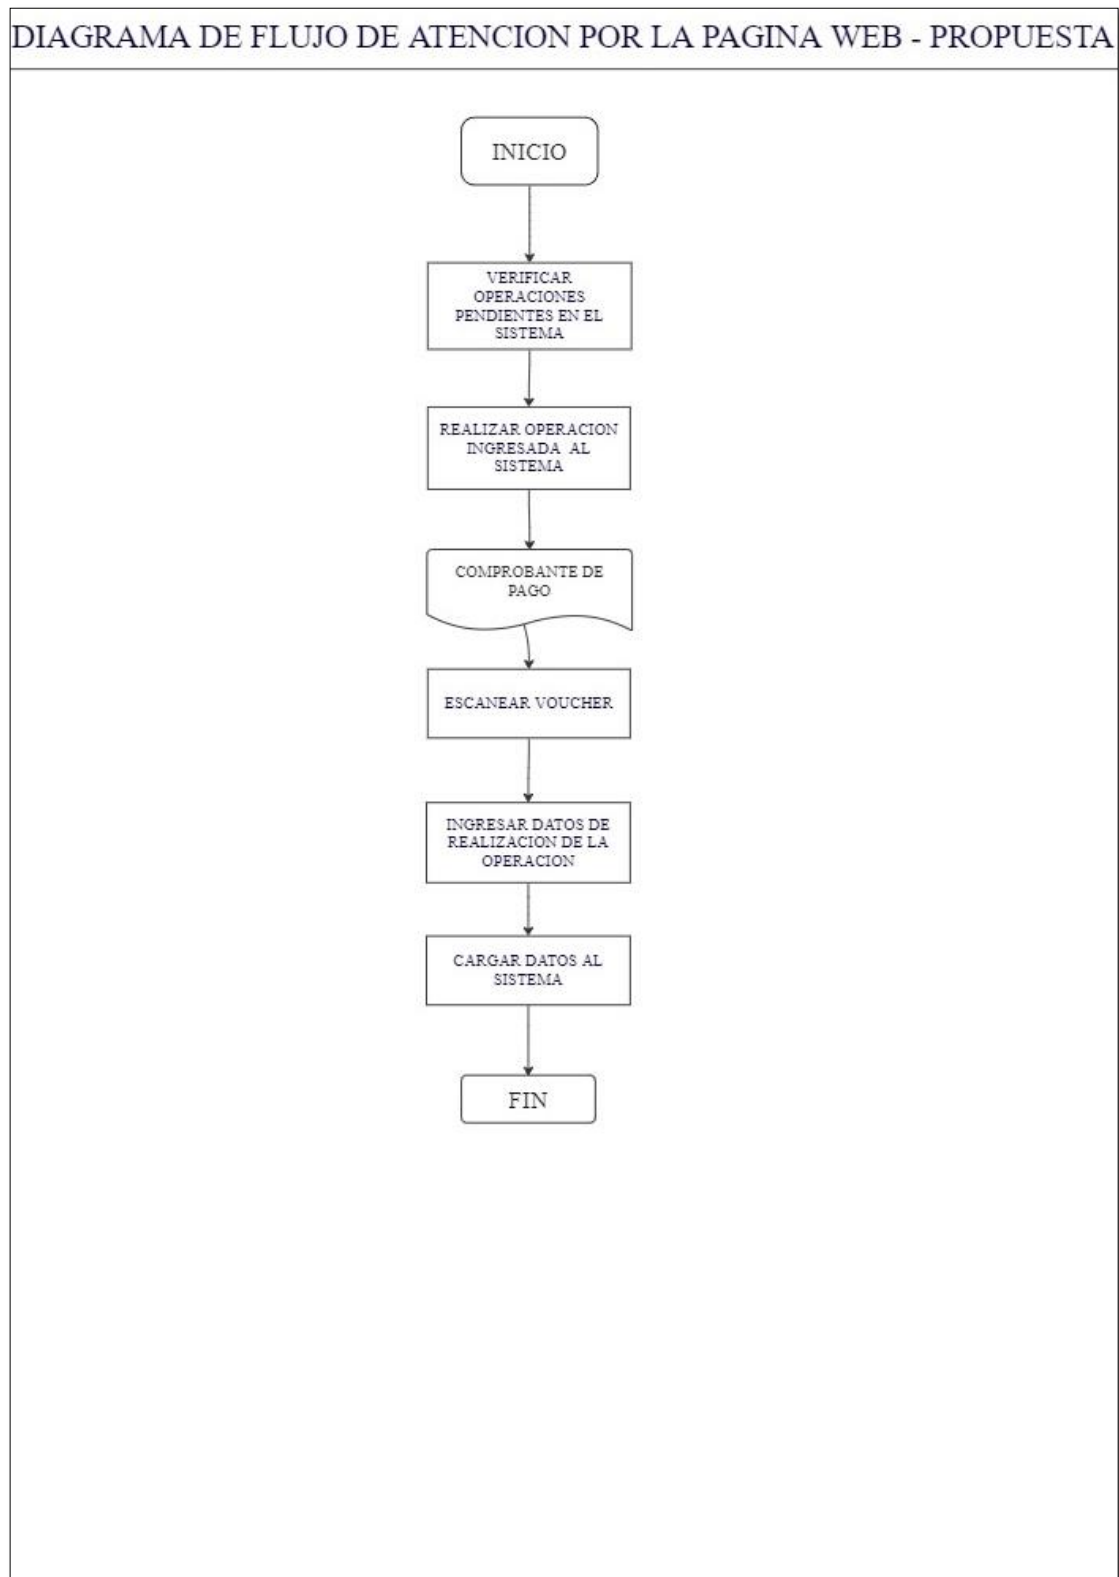 DIAGRAMA DE FLUJO DE ATENCION POR LA PAGINA WEB - PROPUESTA
INICIO
VERIFICAR
OPERACIONES
PENDIENTES EN EL
SISTEMA
REALIZAR OPERACION
INGRESADA AL
SISTEMA
COMPROBANTE DE
PAGO
ESCANEAR VOUCHER
INGRESAR DATOS DE
REALIZACION DE LA
OPERACION
CARGAR DATOS AL
SISTEMA
FIN